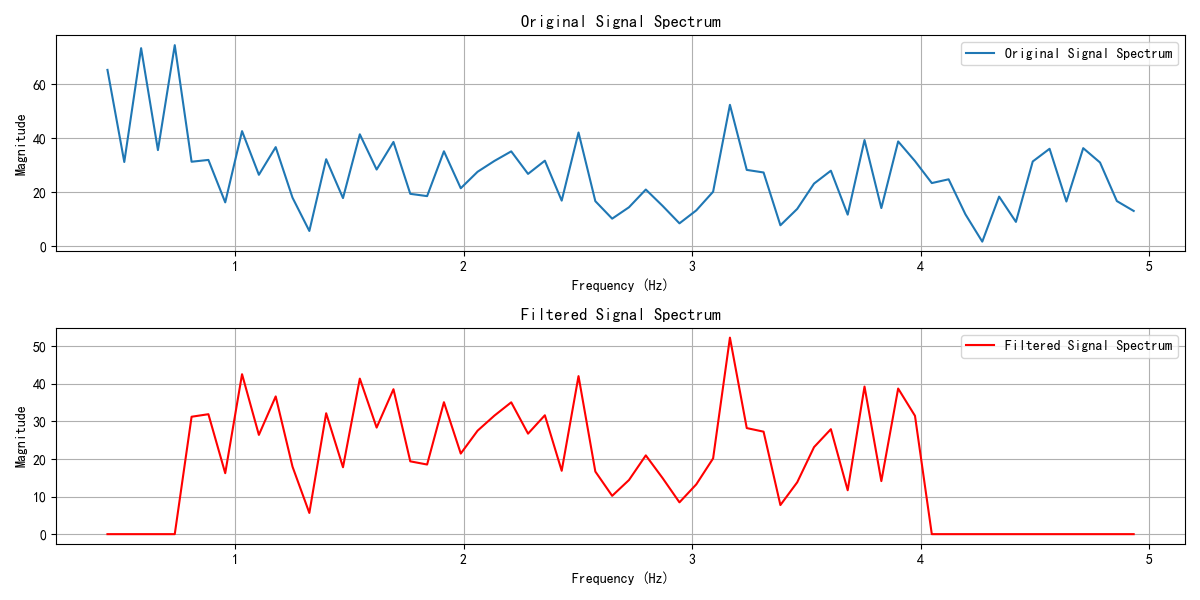 Original Signal Spectrum
Magnitude
60
40
20
0
Original Signal Spectrum
1
2
3
4
5
Frequency (Hz)
Filtered Signal Spectrum
Magnitude
50
40
30
20
10
0
Filtered Signal Spectrum
1
2
3
4
5
Frequency (Hz)